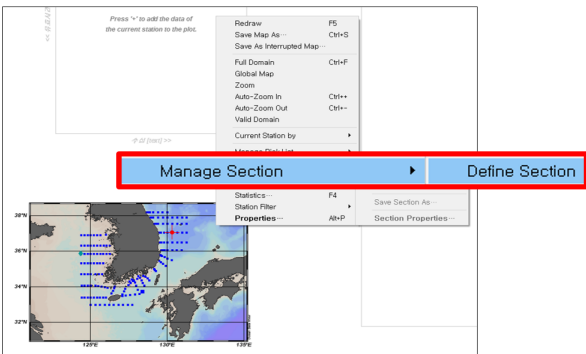 Press '+' to add the data of
the current station to the plot.
Redraw F5
Save Map As··· Ctrl+S
Save As Interrupted Map···
Full Domain Ctrl+F
Global Map
Zoom
Auto-Zoom In Ctrl++
Auto-Zoom Out Ctrl+-
Valid Domain
Current Station by
Manage Pick List
Manage Section Define Section
Statistics··· F4
Save Section As···
Station Filter
Properties··· Alt+P
Section Properties···
38°N
36°N
34°N
32°N
125°E 130°E 135°E